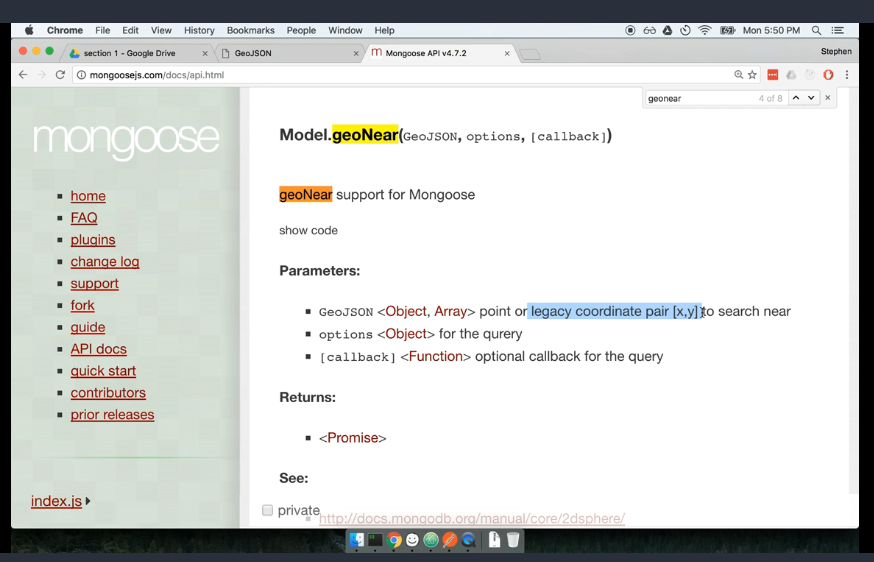 Chrome File Edit View History Bookmarks People Window Help Mon 5:50 PM
section 1 - Google Drive × GeoJSON × Mongoose API v4.7.2 × Stephen
mongoosejs.com/docs/api.html
geonear 4 of 8
mongoose
home
FAQ
plugins
change log
support
fork
guide
API docs
quick start
contributors
prior releases
index.js
Model.geoNear(GeoJSON, options, [callback])
geoNear support for Mongoose
show code
Parameters:
GeoJSON <Object, Array> point or legacy coordinate pair [x,y] to search near
options <Object> for the qurery
[callback] <Function> optional callback for the query
Returns:
<Promise>
See:
private
http://docs.mongodb.org/manual/core/2dsphere/